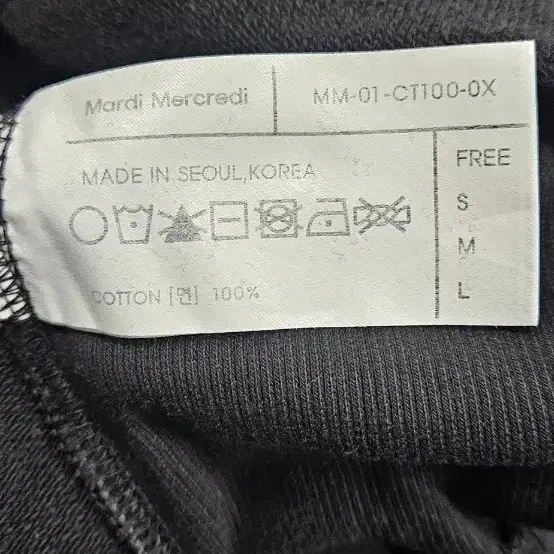 Mardi Mercredi
MM-01-CT100-0X
MADE IN SEOUL,KOREA
COTTON [면] 100%
FREE
S
M
L